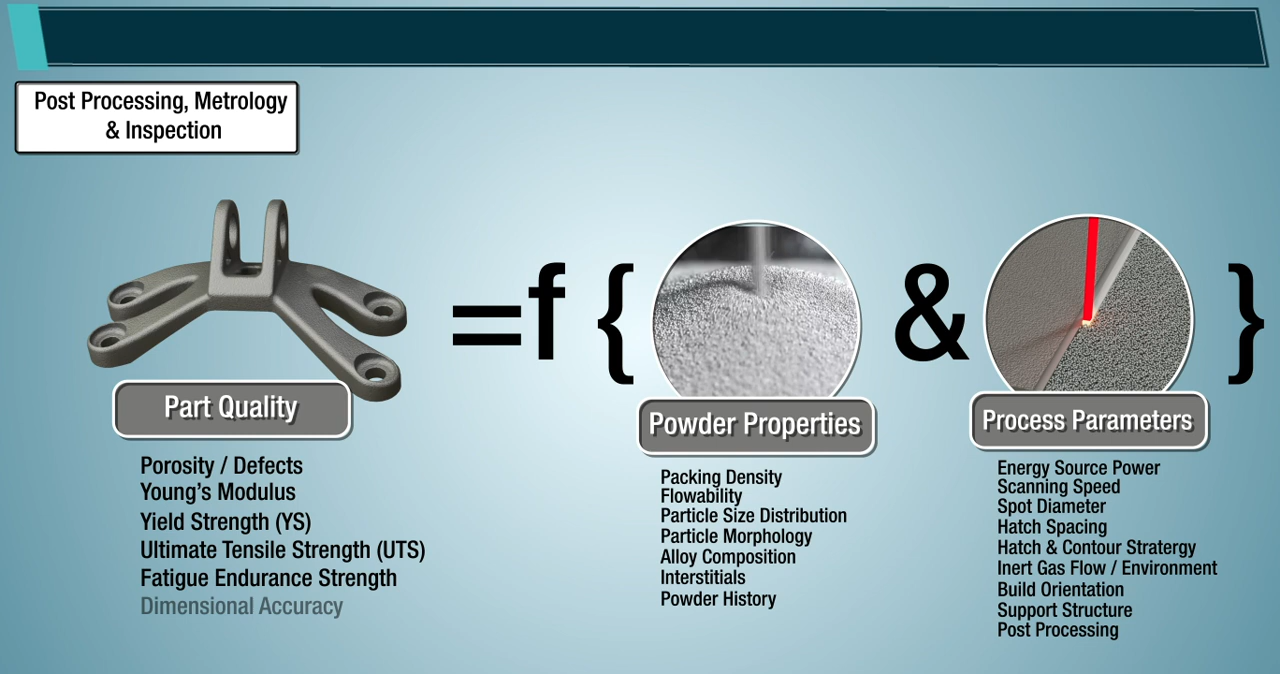 Post Processing, Metrology
& Inspection
=f { & }
Part Quality
Porosity / Defects
Young's Modulus
Yield Strength (YS)
Ultimate Tensile Strength (UTS)
Fatigue Endurance Strength
Dimensional Accuracy
Powder Properties
Packing Density
Flowability
Particle Size Distribution
Particle Morphology
Alloy Composition
Interstitials
Powder History
Process Parameters
Energy Source Power
Scanning Speed
Spot Diameter
Hatch Spacing
Hatch & Contour Stratergy
Inert Gas Flow / Environment
Build Orientation
Support Structure
Post Processing